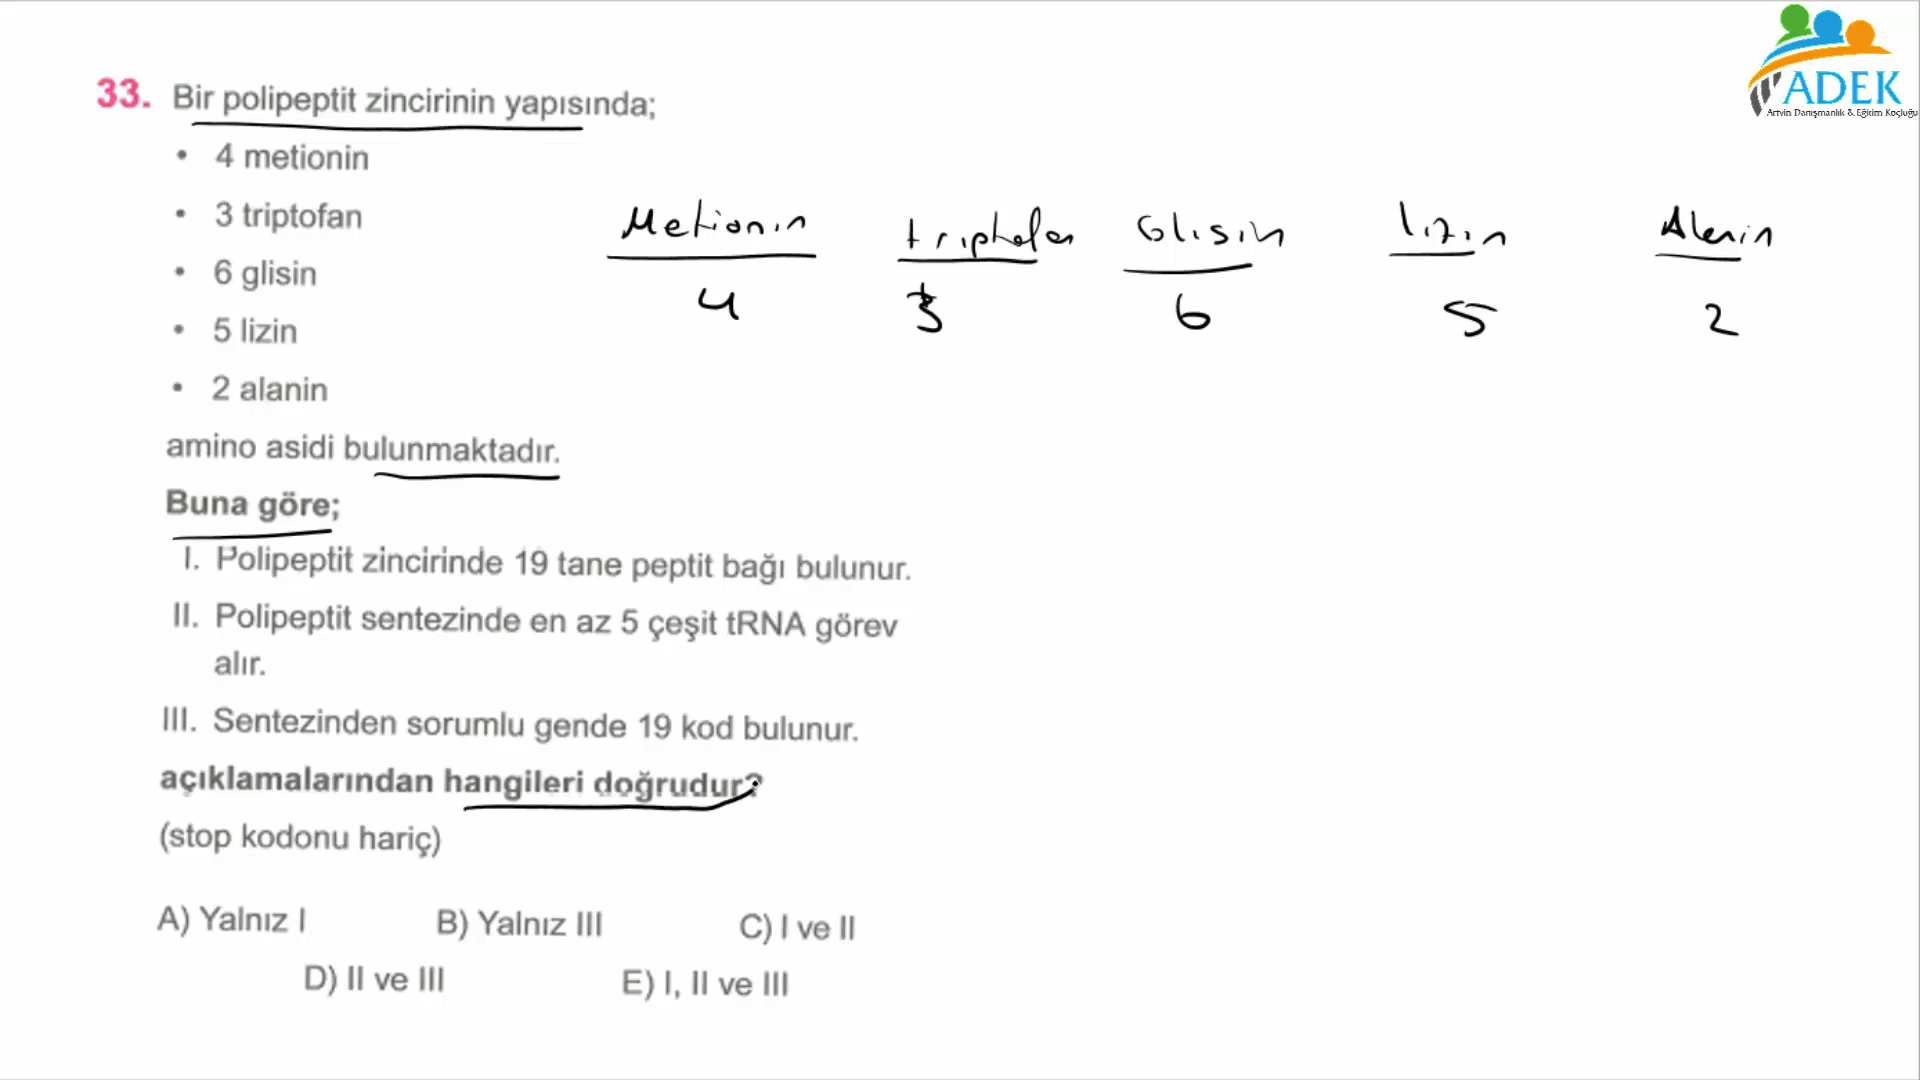 ADEK
Artvin Danışmanlık & Eğitim Koçluğu
33. Bir polipeptit zincirinin yapısında;
• 4 metionin
• 3 triptofan
• 6 glisin
• 5 lizin
• 2 alanin
amino asidi bulunmaktadır.
Buna göre;
I. Polipeptit zincirinde 19 tane peptit bağı bulunur.
II. Polipeptit sentezinde en az 5 çeşit tRNA görev
alır.
III. Sentezinden sorumlu gende 19 kod bulunur.
açıklamalarından hangileri doğrudur?
(stop kodonu hariç)
A) Yalnız I B) Yalnız III C) I ve II
D) II ve III E) I, II ve III
Metionin Glisin lizin Alanin
4 3 6 5 2